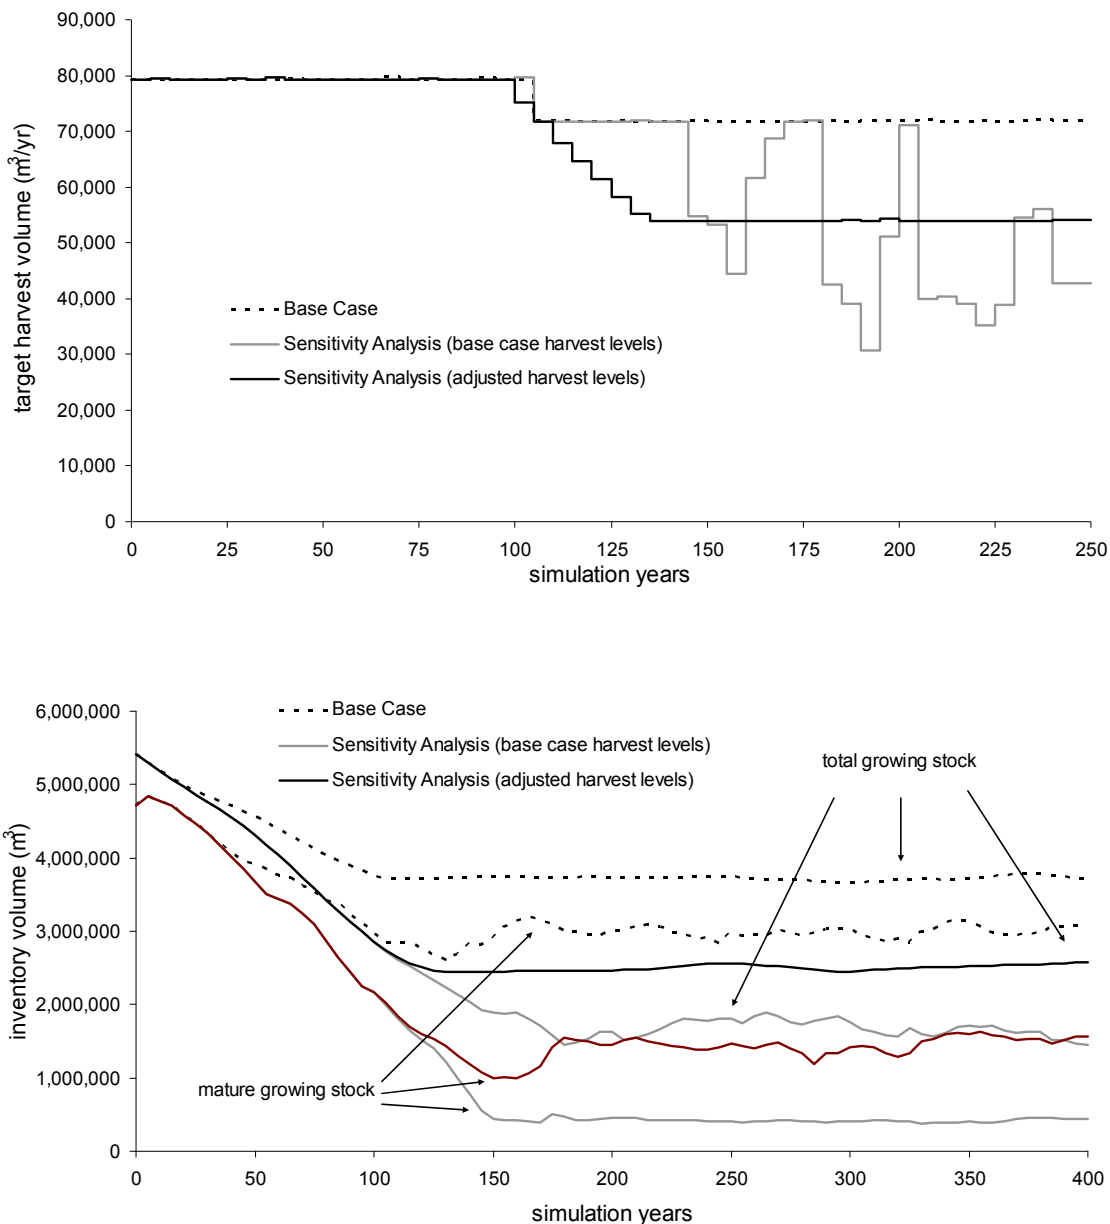 90,000
80,000
70,000
60,000
50,000
40,000
30,000
20,000
10,000
0
target harvest volume (m³/yr)
Base Case
Sensitivity Analysis (base case harvest levels)
Sensitivity Analysis (adjusted harvest levels)
0 25 50 75 100 125 150 175 200 225 250
simulation years
6,000,000
5,000,000
4,000,000
3,000,000
2,000,000
1,000,000
0
inventory volume (m³)
Base Case
Sensitivity Analysis (base case harvest levels)
Sensitivity Analysis (adjusted harvest levels)
total growing stock
mature growing stock
0 50 100 150 200 250 300 350 400
simulation years